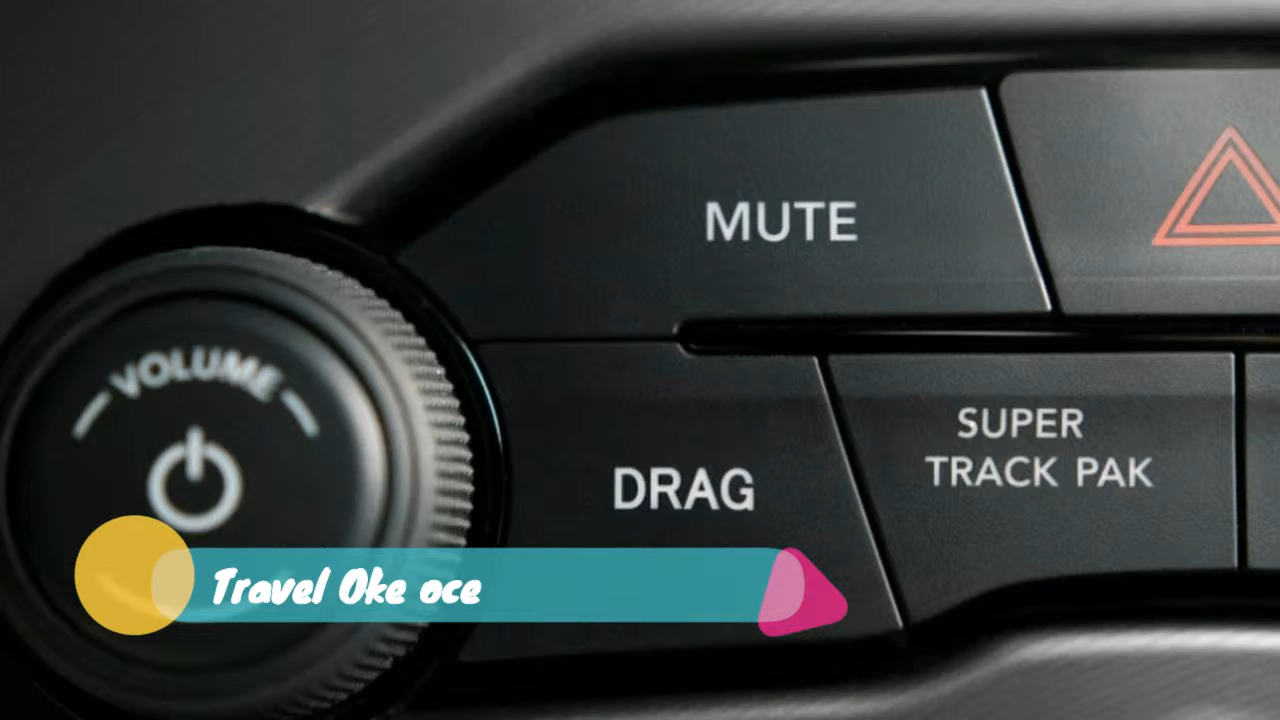 MUTE
VOLUME
SUPER
TRACK PAK
DRAG
Travel Oke oce